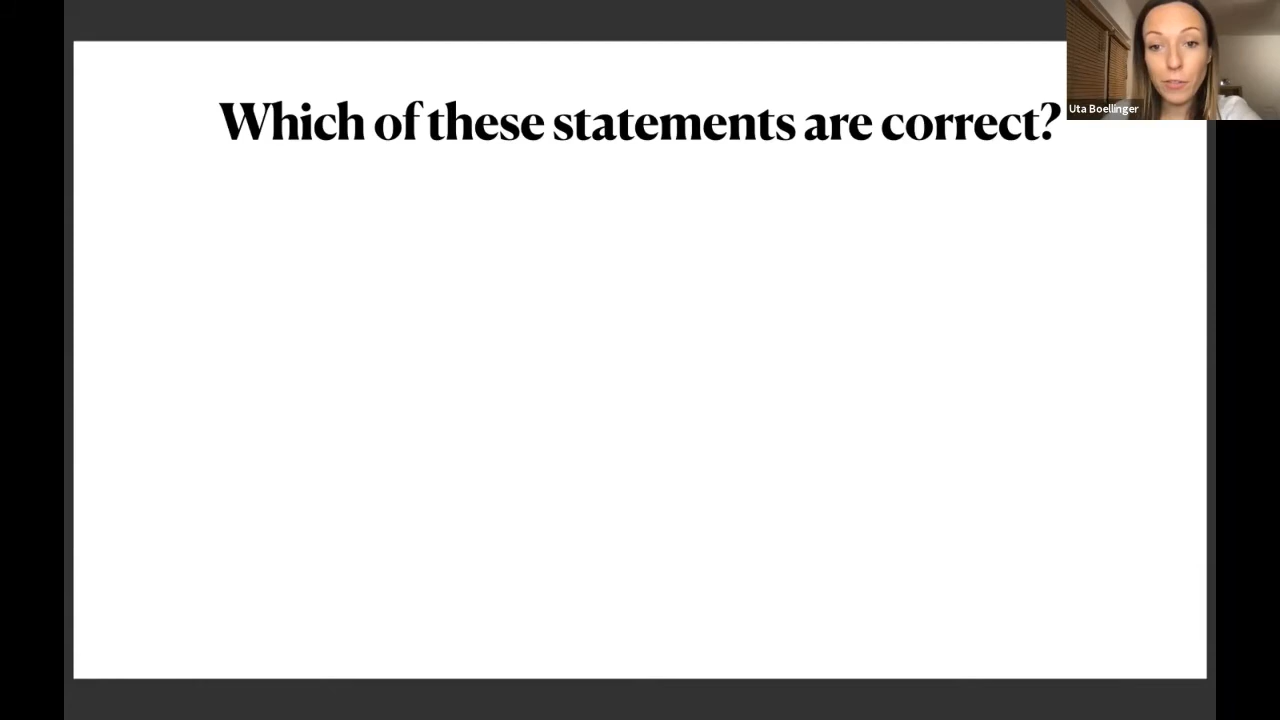 Which of these statements are correct?
Uta Boellinger